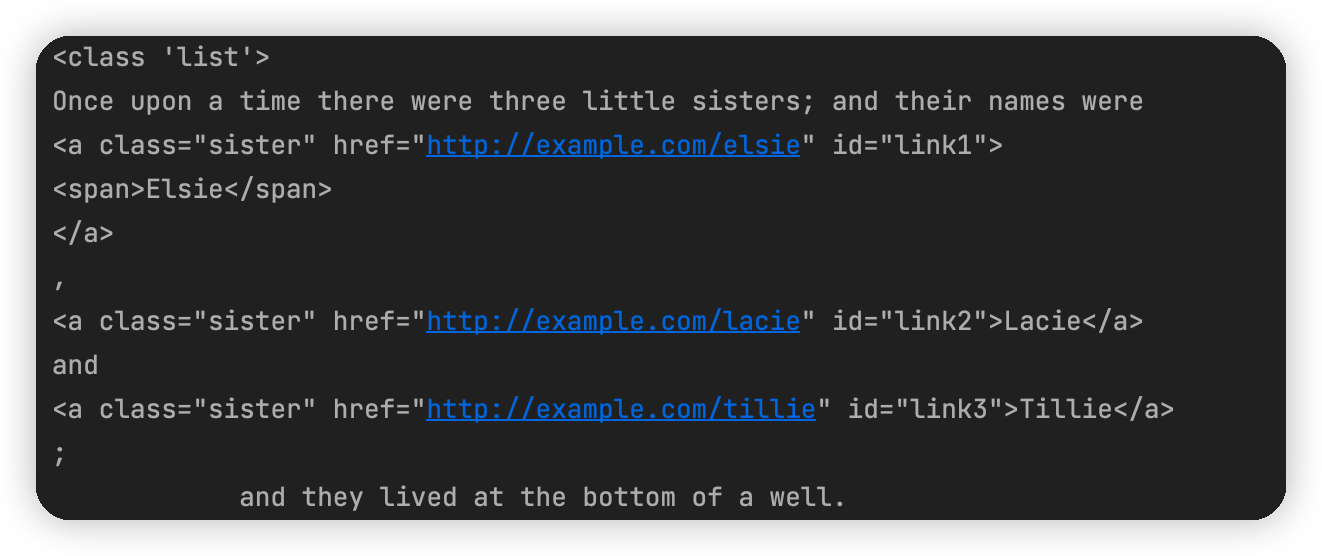 <class 'list'>
Once upon a time there were three little sisters; and their names were
<a class="sister" href="http://example.com/elsie" id="link1">
<span>Elsie</span>
</a>
,
<a class="sister" href="http://example.com/lacie" id="link2">Lacie</a>
and
<a class="sister" href="http://example.com/tillie" id="link3">Tillie</a>
;
            and they lived at the bottom of a well.